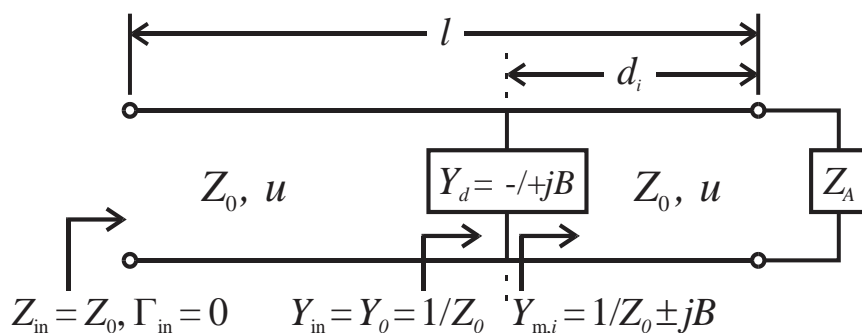 l
d_i
Z_0, u
Y_d = -/+jB
Z_0, u
Z_A
Z_in = Z_0, Γ_in = 0
Y_in = Y_0 = 1/Z_0
Y_m,i = 1/Z_0 ± jB